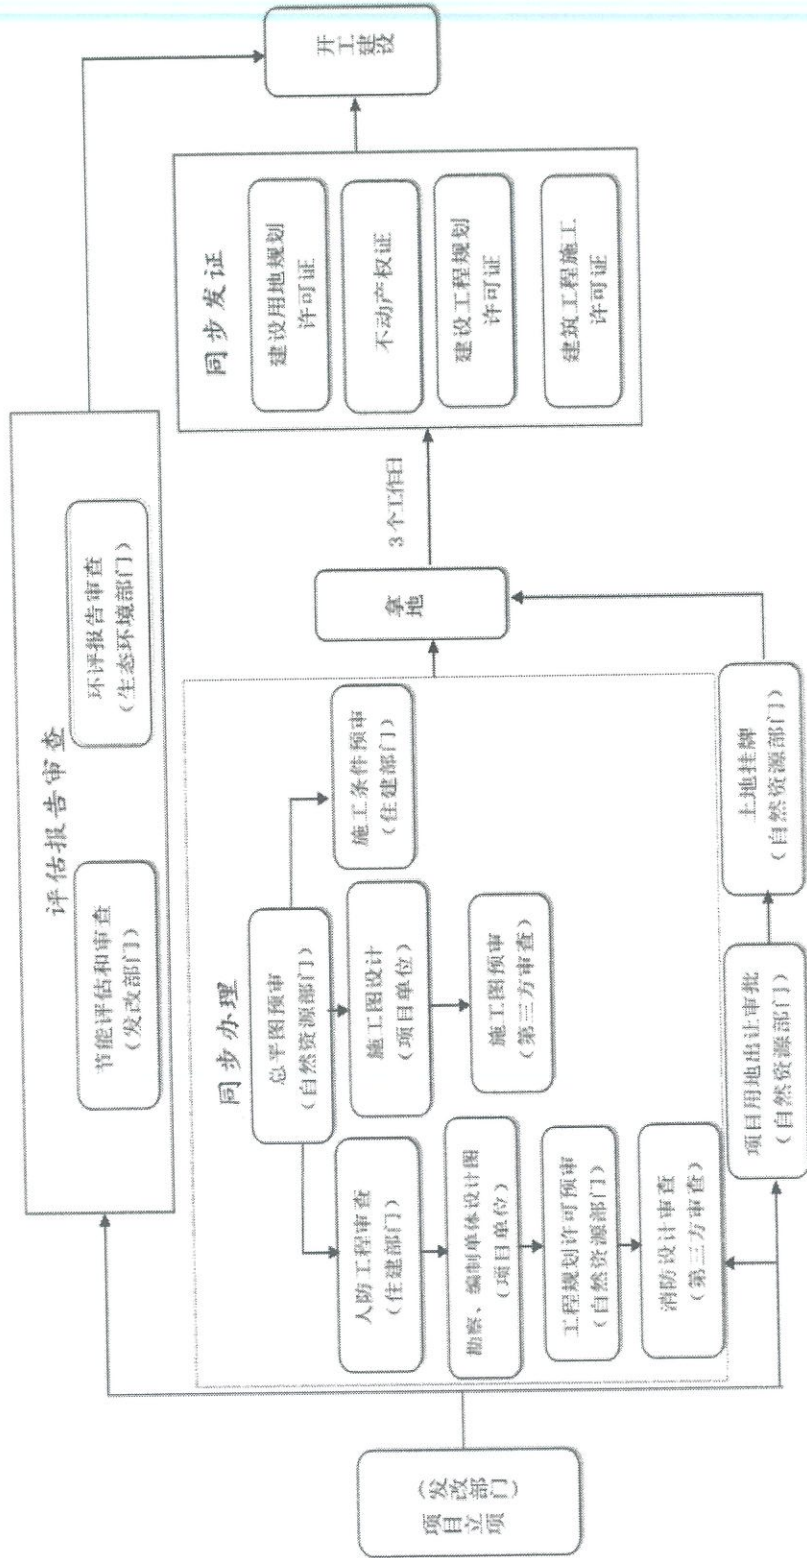 项目立项
（发改部门）
评估报告审查
节能评估和审查
（发改部门）
环评报告审查
（生态环境部门）
同步办理
总平图预审
（自然资源部门）
人防工程审查
（住建部门）
勘察、编制单体设计图
（项目单位）
工程规划许可预审
（自然资源部门）
消防设计审查
（第三方审查）
施工图设计
（项目单位）
施工图预审
（第三方审查）
施工条件预审
（住建部门）
项目用地出让审批
（自然资源部门）
土地挂牌
（自然资源部门）
拿地
3个工作日
同步发证
建设用地规划
许可证
不动产权证
建设工程规划
许可证
建筑工程施工
许可证
开工
建设